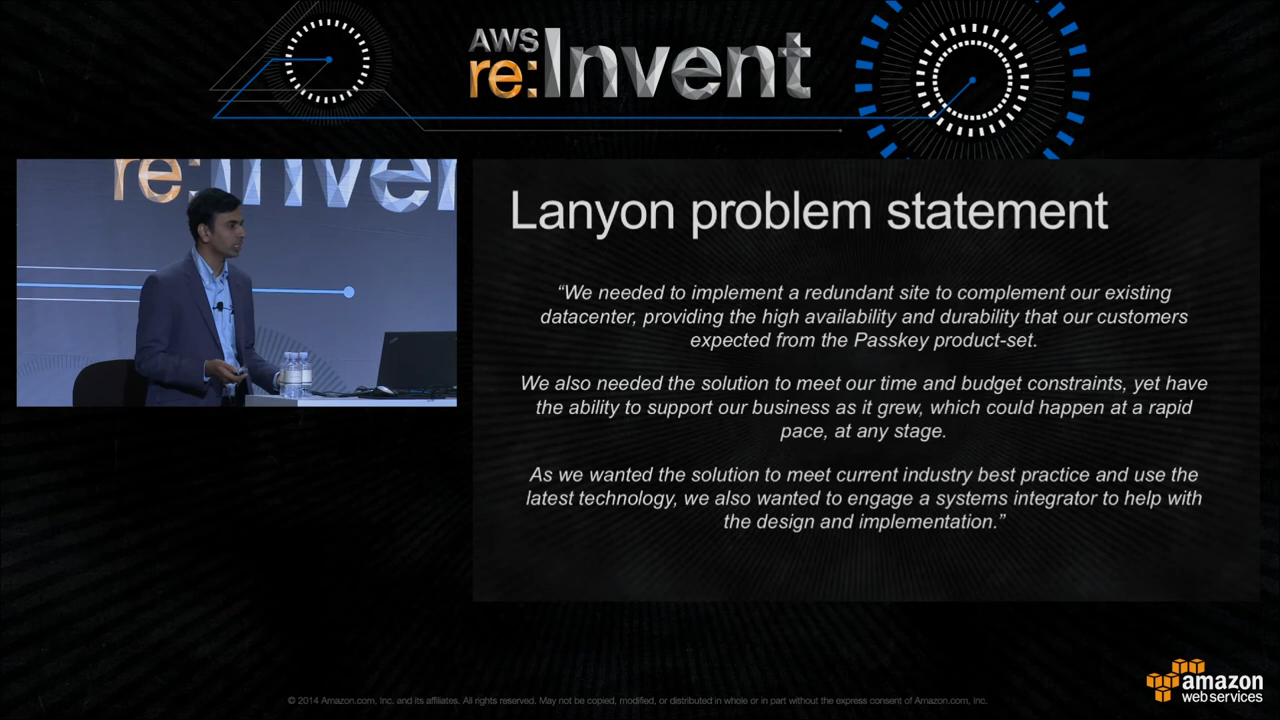 AWS
re:Invent
re:Inven
Lanyon problem statement
“We needed to implement a redundant site to complement our existing
datacenter, providing the high availability and durability that our customers
expected from the Passkey product-set.
We also needed the solution to meet our time and budget constraints, yet have
the ability to support our business as it grew, which could happen at a rapid
pace, at any stage.
As we wanted the solution to meet current industry best practice and use the
latest technology, we also wanted to engage a systems integrator to help with
the design and implementation.”
amazon
web services
© 2014 Amazon.com, Inc. and its affiliates. All rights reserved. May not be copied, modified, or distributed in whole or in part without the express consent of Amazon.com, Inc.